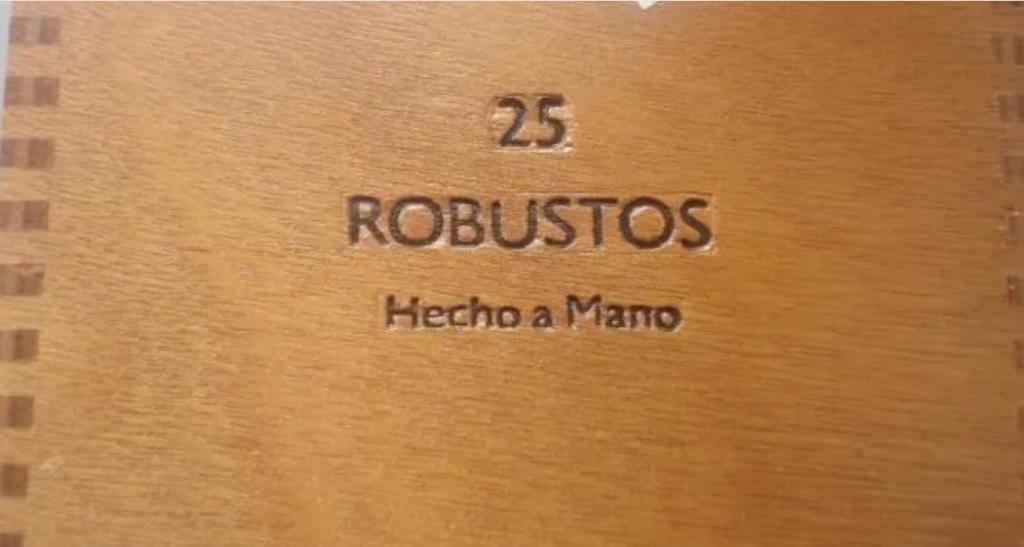 25
ROBUSTOS
Hecho a Mano